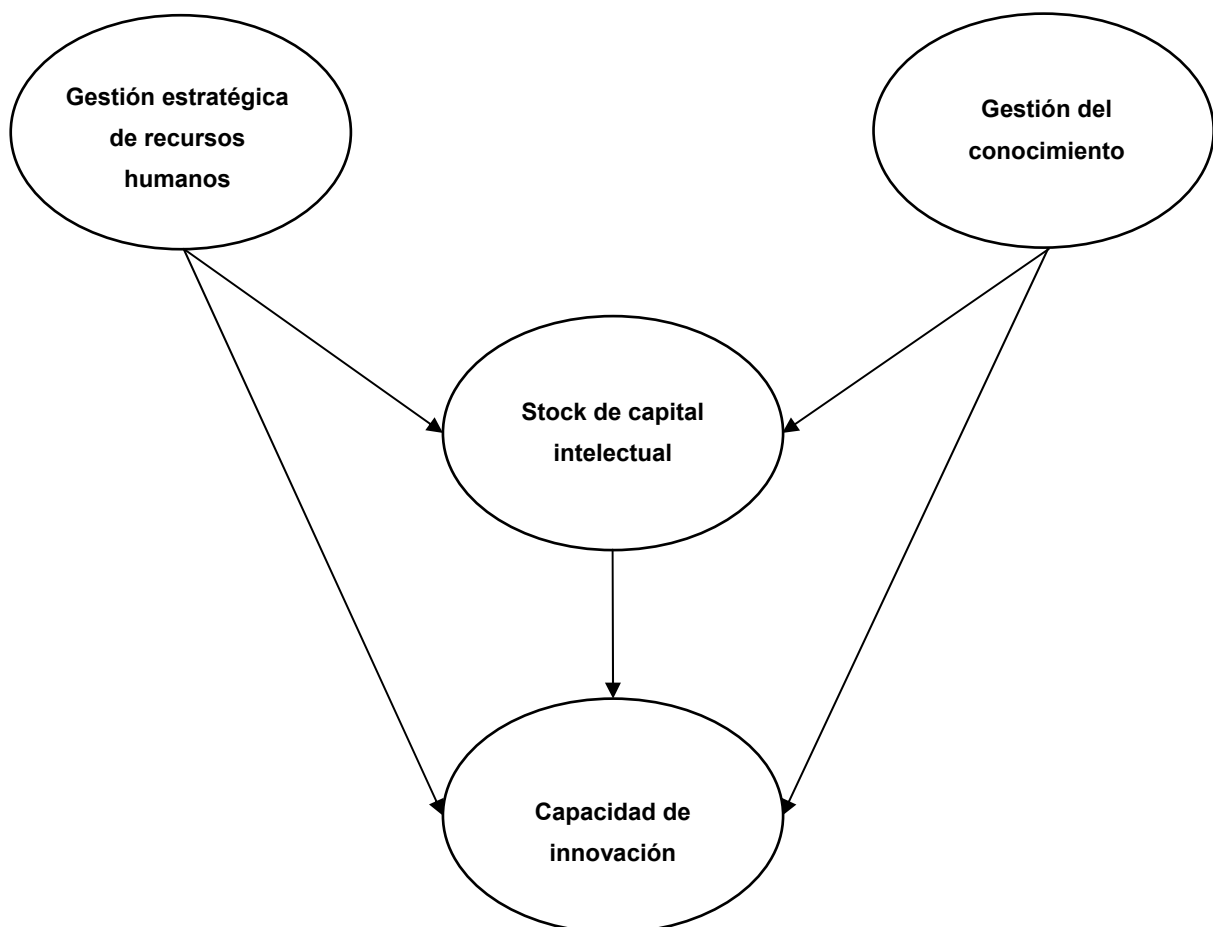 Gestión estratégica
de recursos
humanos
Gestión del
conocimiento
Stock de capital
intelectual
Capacidad de
innovación